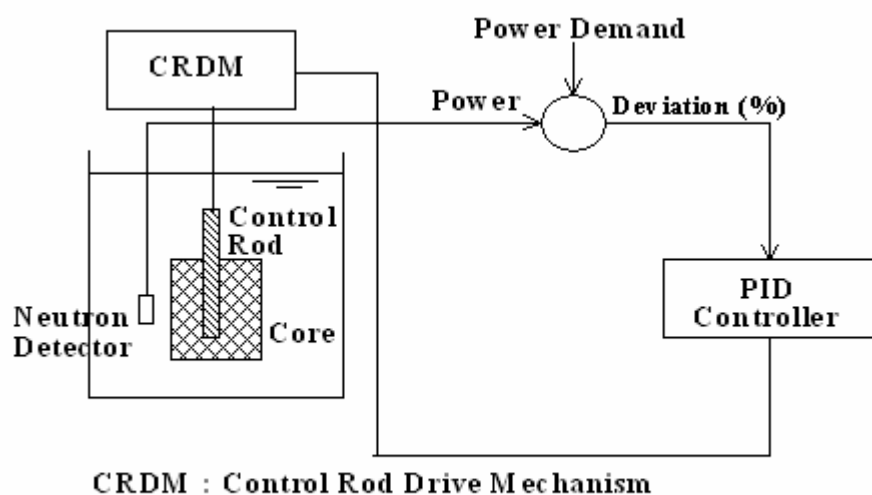 Power Demand
CRDM
Power
Deviation (%)
Control
Rod
PID
Controller
Neutron
Detector
Core
CRDM : Control Rod Drive Mechanism